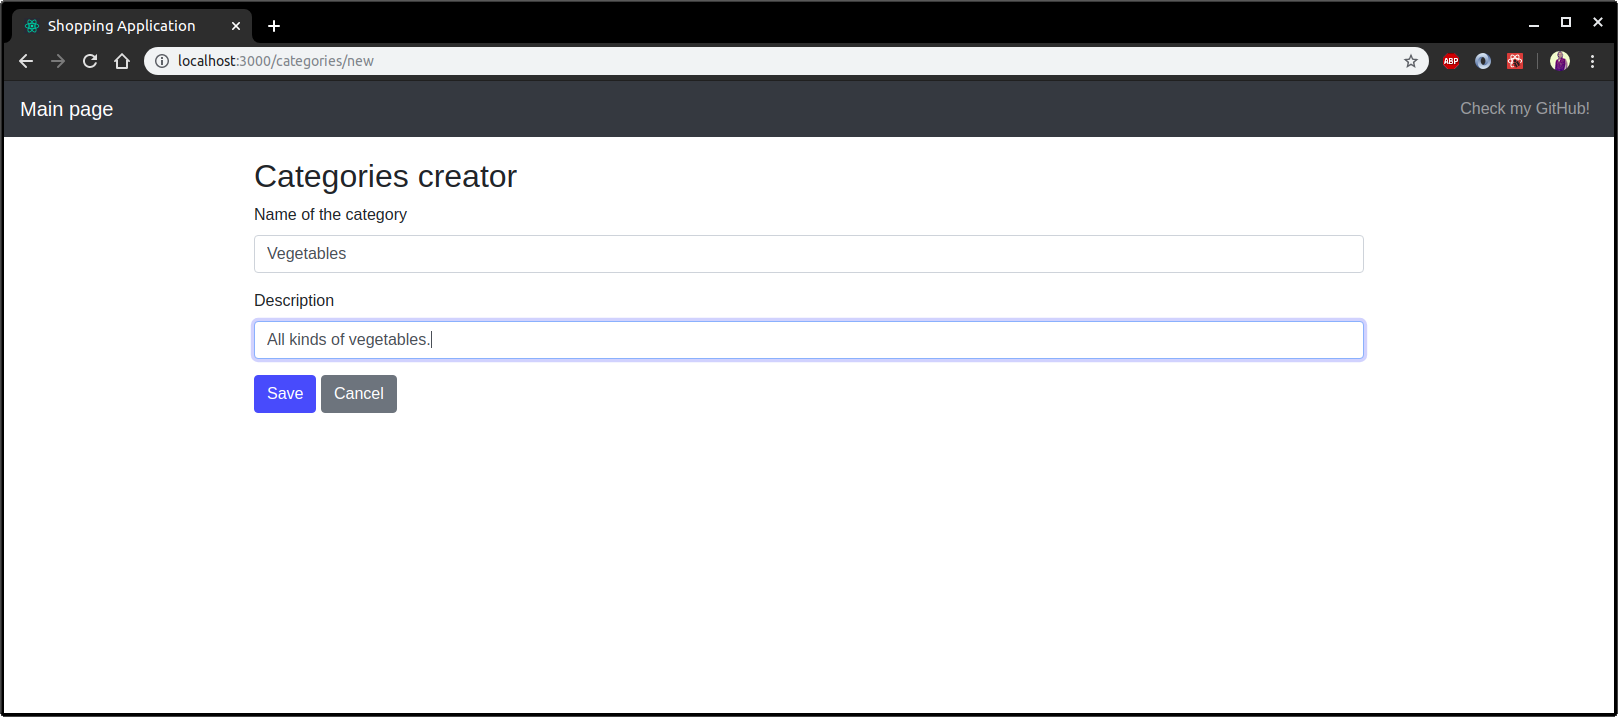 Shopping Application
localhost:3000/categories/new
ABP
Main page
Check my GitHub!
Categories creator
Name of the category
Vegetables
Description
All kinds of vegetables.
Save Cancel